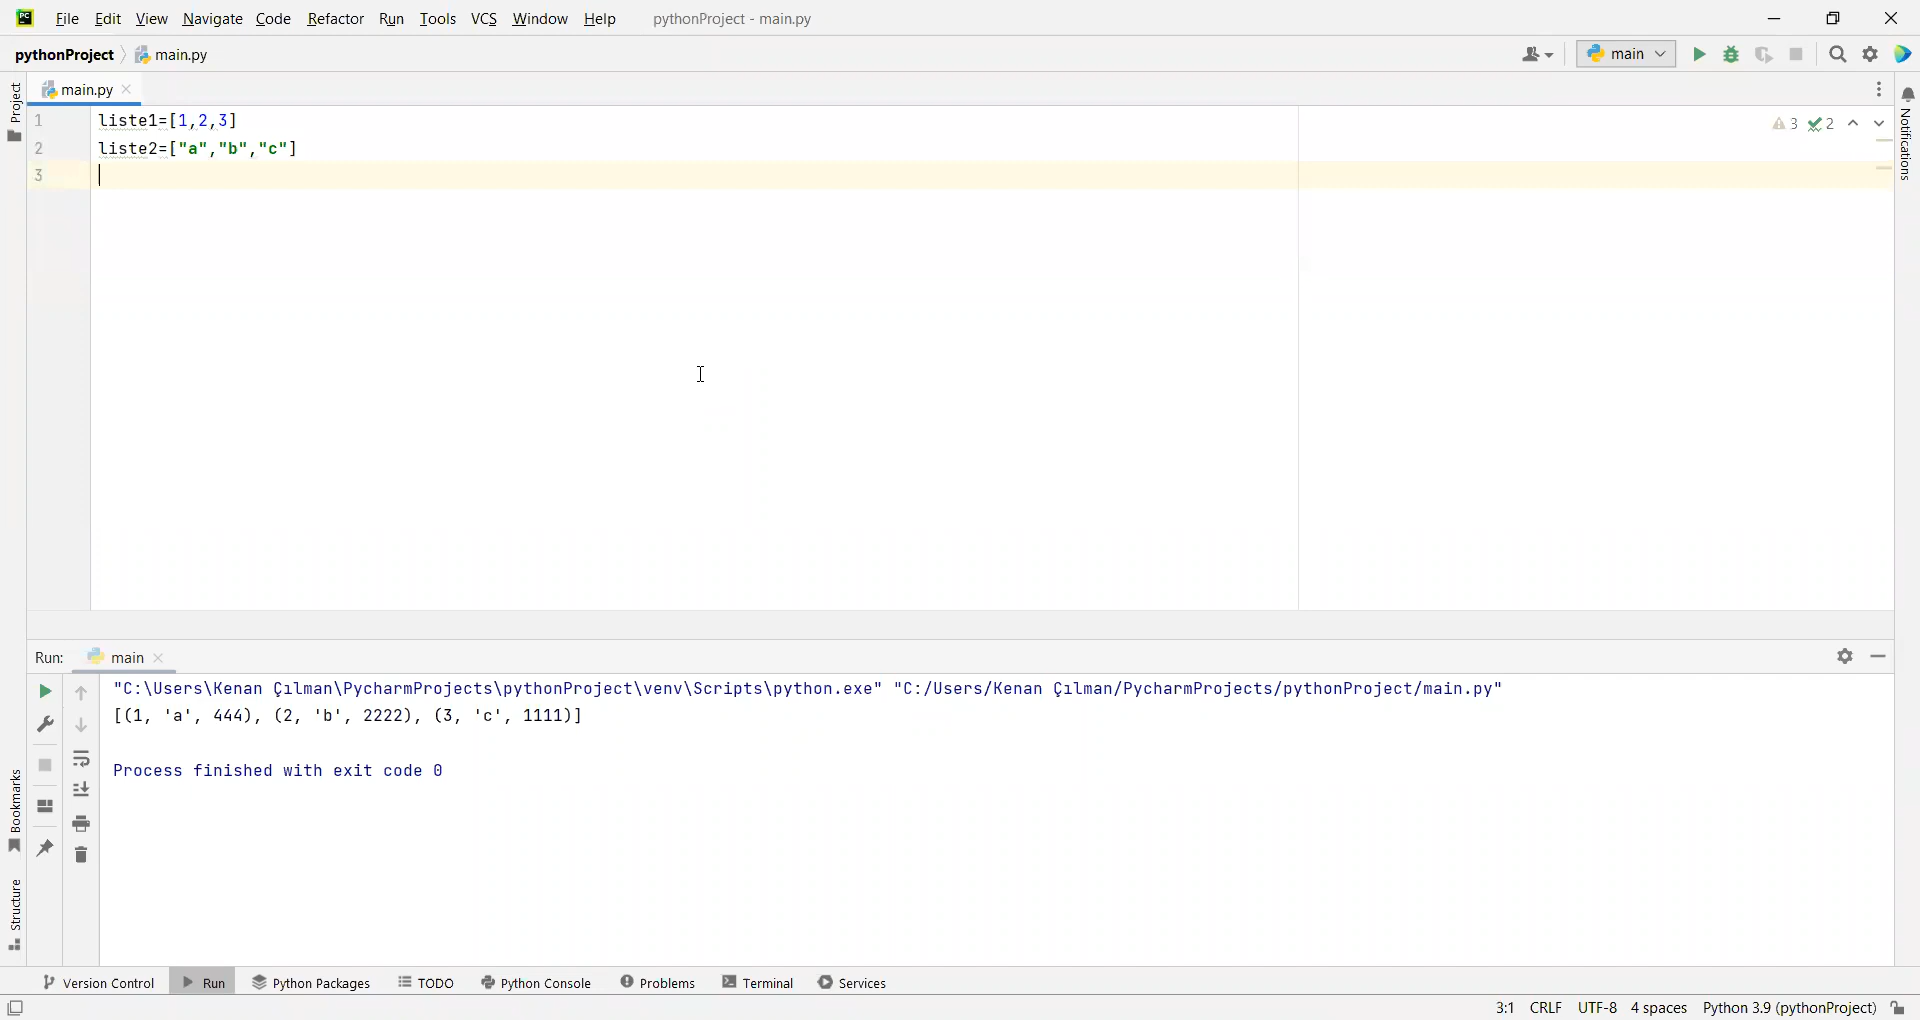 PC File Edit View Navigate Code Refactor Run Tools VCS Window Help pythonProject - main.py
pythonProject main.py main
main.py
Project
Notifications
1 liste1=[1,2,3] 3 2
2 liste2=["a","b","c"]
3
Run: main
"C:\Users\Kenan Çılman\PycharmProjects\pythonProject\venv\Scripts\python.exe" "C:/Users/Kenan Çılman/PycharmProjects/pythonProject/main.py"
[(1, 'a', 444), (2, 'b', 2222), (3, 'c', 1111)]
Process finished with exit code 0
Bookmarks
Structure
Version Control Run Python Packages TODO Python Console Problems Terminal Services
3:1 CRLF UTF-8 4 spaces Python 3.9 (pythonProject)